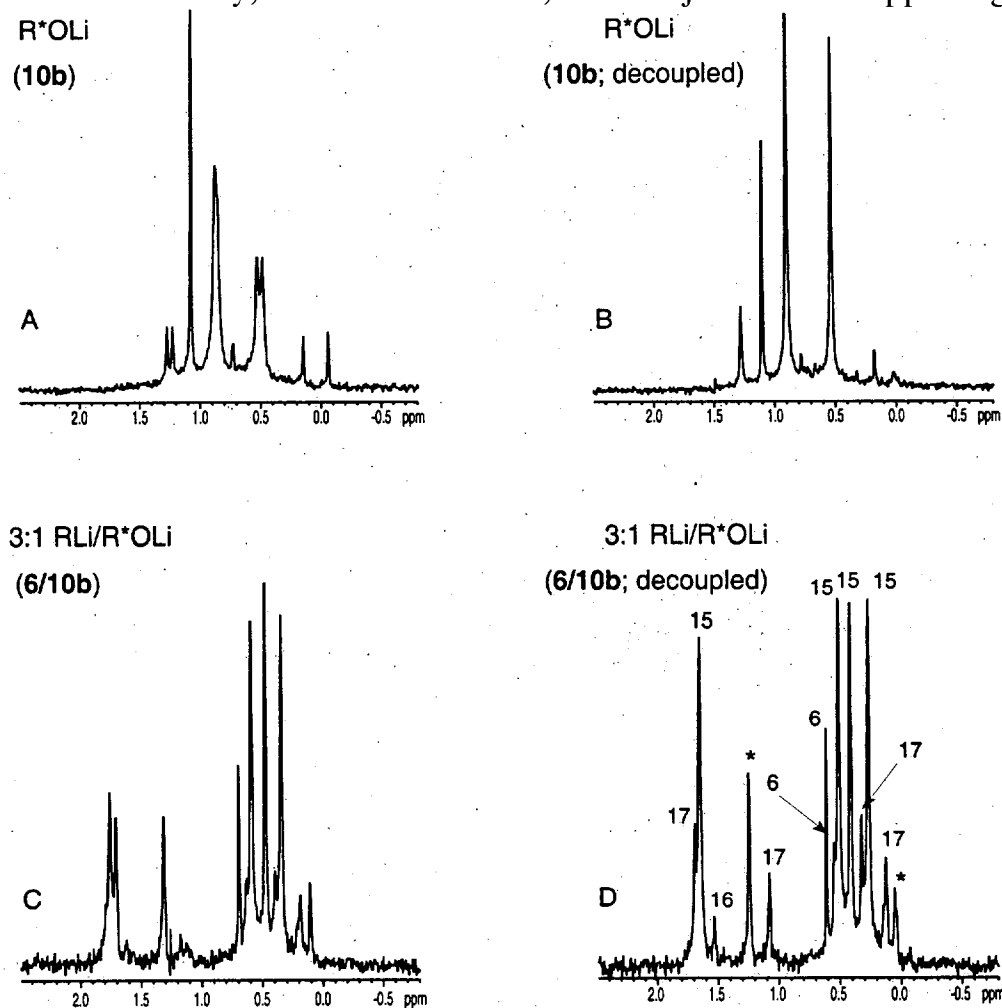 R*OLi
(10b)
A
2.0 1.5 1.0 0.5 0.0 -0.5 ppm
R*OLi
(10b; decoupled)
B
2.0 1.5 1.0 0.5 0.0 -0.5 ppm
3:1 RLi/R*OLi
(6/10b)
C
2.0 1.5 1.0 0.5 0.0 -0.5 ppm
3:1 RLi/R*OLi
(6/10b; decoupled)
15 15 15
15
6
17
* 6
17 17 17
* 16
D
2.0 1.5 1.0 0.5 0.0 -0.5 ppm